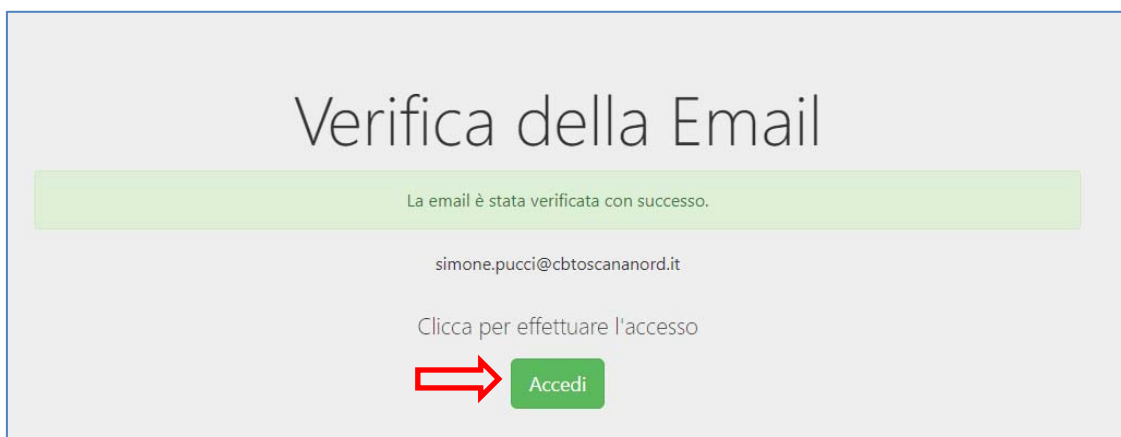 Verifica della Email
La email è stata verificata con successo.
simone.pucci@cbtoscananord.it
Clicca per effettuare l'accesso
Accedi